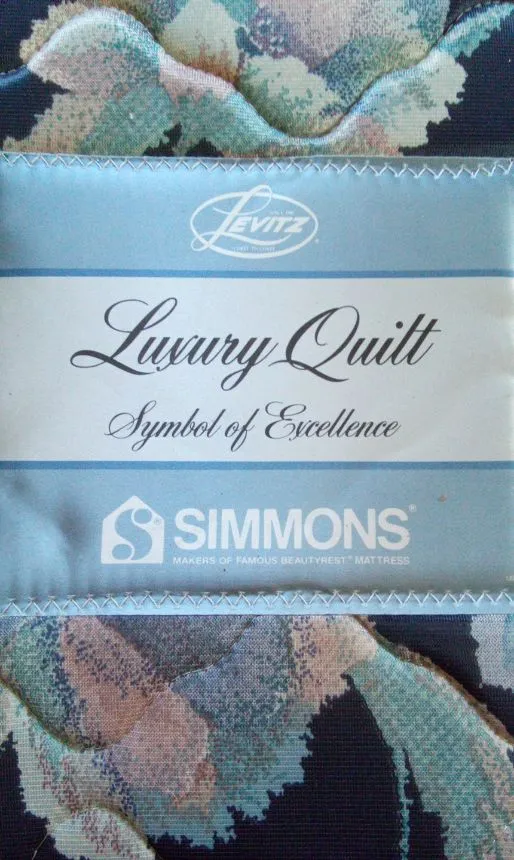 LEVITZ
Luxury Quilt
Symbol of Excellence
SIMMONS®
MAKERS OF FAMOUS BEAUTYREST® MATTRESS